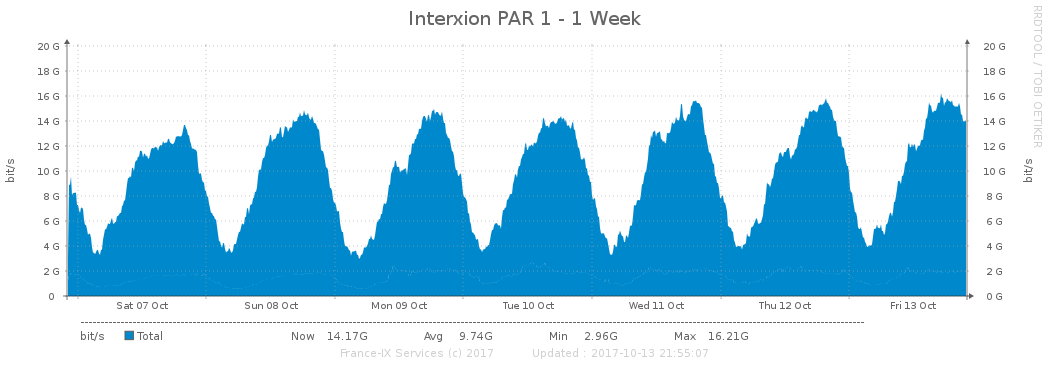 Interxion PAR 1 - 1 Week
RRDTOOL / TOBI OETIKER
20 G 20 G
18 G 18 G
16 G 16 G
14 G 14 G
12 G 12 G
10 G 10 G
8 G 8 G
6 G 6 G
4 G 4 G
2 G 2 G
0 0 G
bit/s
bit/s
Sat 07 Oct Sun 08 Oct Mon 09 Oct Tue 10 Oct Wed 11 Oct Thu 12 Oct Fri 13 Oct
bit/s Total Now 14.17G Avg 9.74G Min 2.96G Max 16.21G
France-IX Services (c) 2017 Updated : 2017-10-13 21:55:07